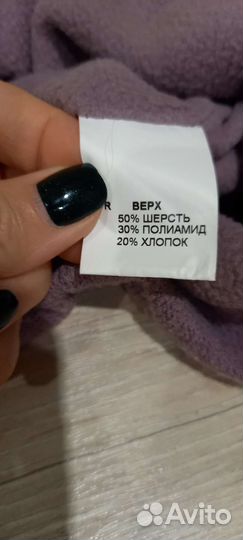 R ВЕРХ
50% ШЕРСТЬ
30% ПОЛИАМИД
20% ХЛОПОК
Avito